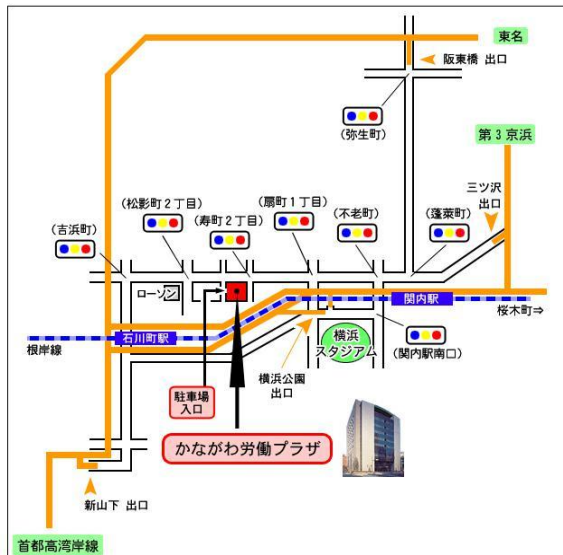 東名
阪東橋 出口
(弥生町)
第3京浜
三ツ沢
出口
(松影町2丁目)
(扇町1丁目)
(吉浜町)
(寿町2丁目)
(不老町)
(蓬莱町)
ローソン
関内駅
桜木町⇒
石川町駅
根岸線
横浜
スタジアム
(関内駅南口)
横浜公園
出口
駐車場
入口
かながわ労働プラザ
新山下 出口
首都高湾岸線